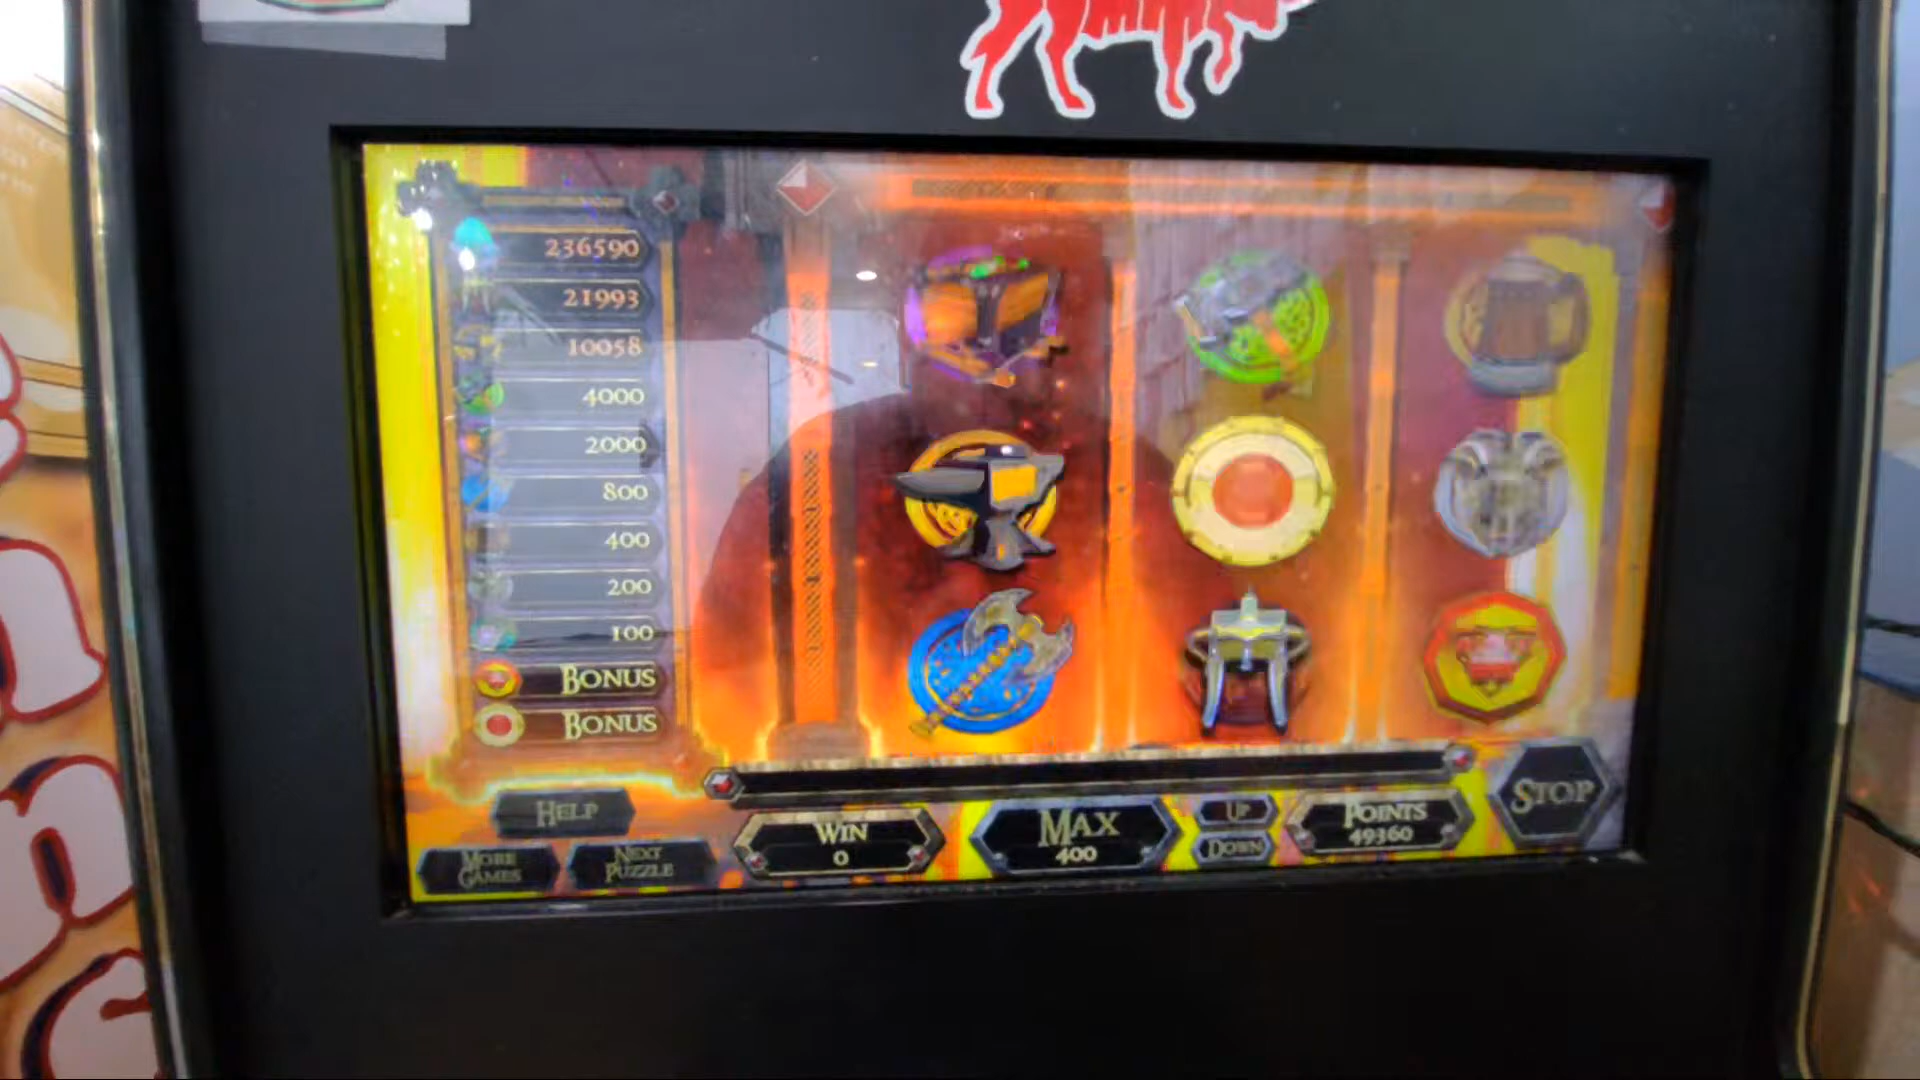 236590
21993
10058
4000
2000
800
400
200
100
BONUS
BONUS
HELP
MORE
GAMES
NEXT
PUZZLE
WIN
0
MAX
400
UP
DOWN
POINTS
49360
STOP